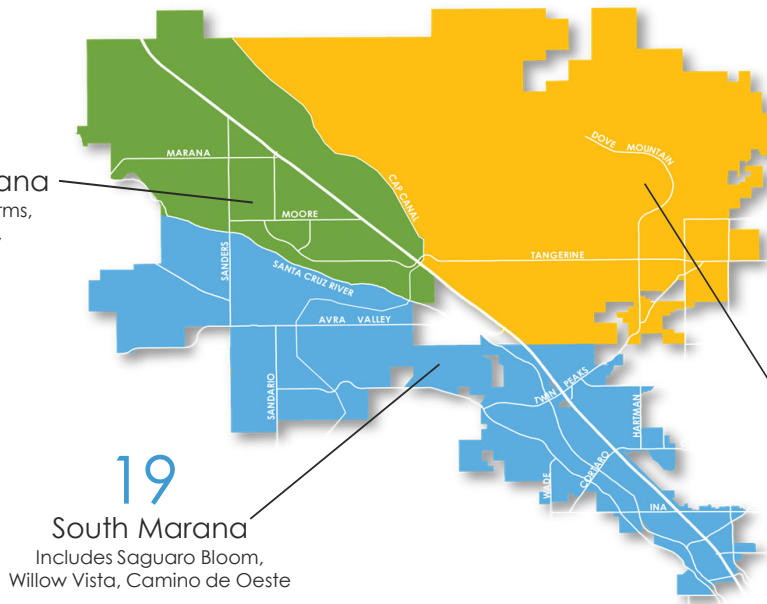 DOVE MOUNTAIN
MARANA
CAP CANAL
ana
rms,
MOORE
SANDERS
TANGERINE
SANTA CRUZ RIVER
AVRA VALLEY
TWIN PEAKS
SANDARIO
HARTMAN
CORTARO
WADE
INA
19
South Marana
Includes Saguaro Bloom,
Willow Vista, Camino de Oeste